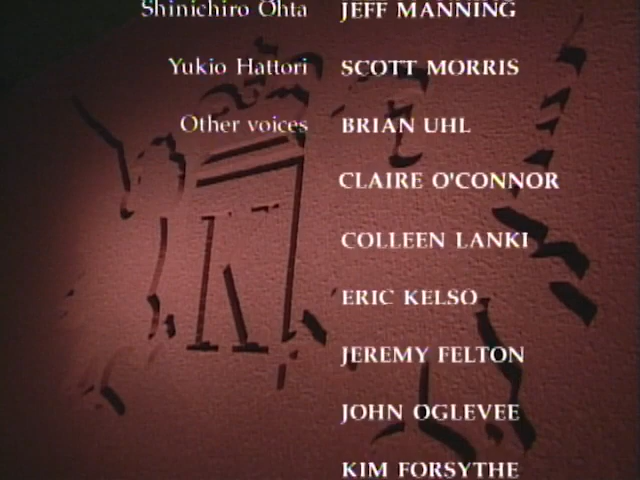 Shinichiro Ohta JEFF MANNING
Yukio Hattori SCOTT MORRIS
Other voices BRIAN UHL
CLAIRE O'CONNOR
COLLEEN LANKI
ERIC KELSO
JEREMY FELTON
JOHN OGLEVEE
KIM FORSYTHE